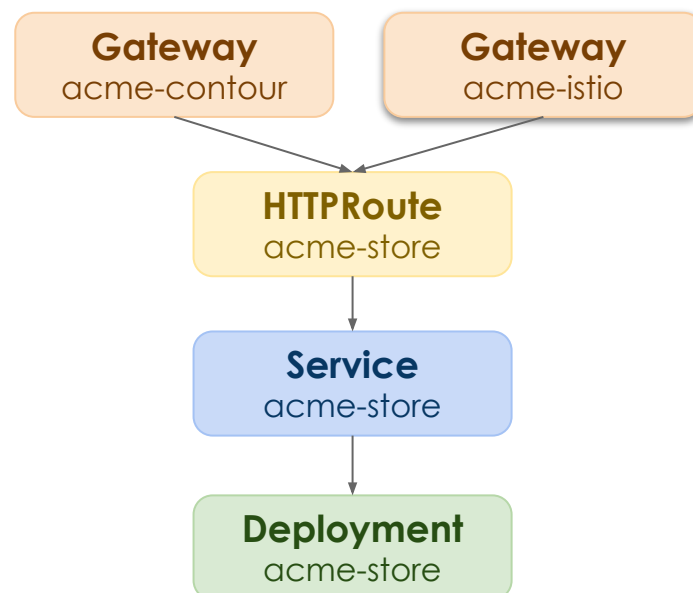 Gateway
acme-contour
Gateway
acme-istio
HTTPRoute
acme-store
Service
acme-store
Deployment
acme-store